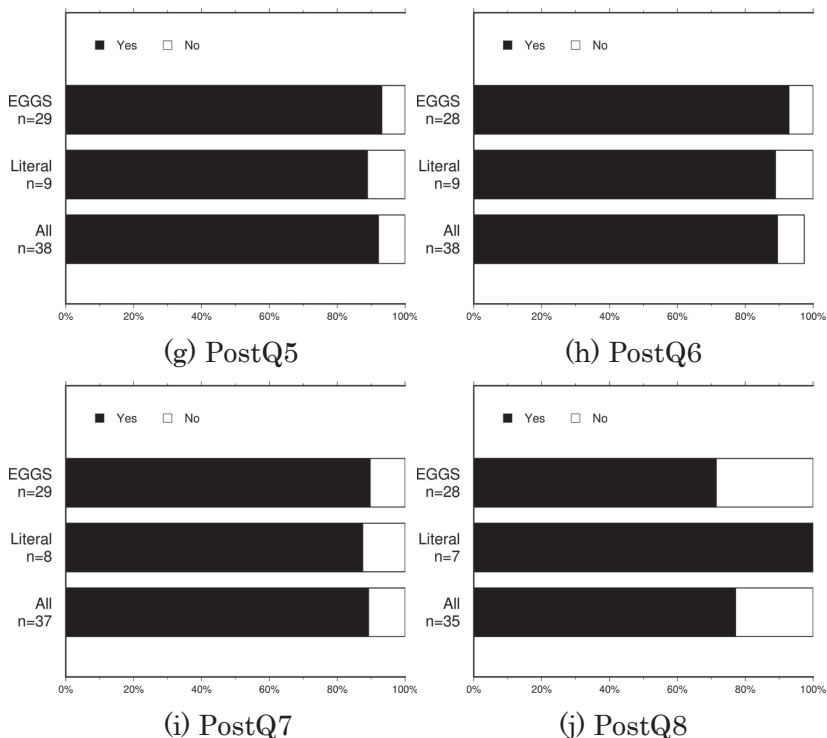 Yes No
EGGS
n=29
Literal
n=9
All
n=38
0% 20% 40% 60% 80% 100%
(g) PostQ5
Yes No
EGGS
n=28
Literal
n=9
All
n=38
0% 20% 40% 60% 80% 100%
(h) PostQ6
Yes No
EGGS
n=29
Literal
n=8
All
n=37
0% 20% 40% 60% 80% 100%
(i) PostQ7
Yes No
EGGS
n=28
Literal
n=7
All
n=35
0% 20% 40% 60% 80% 100%
(j) PostQ8